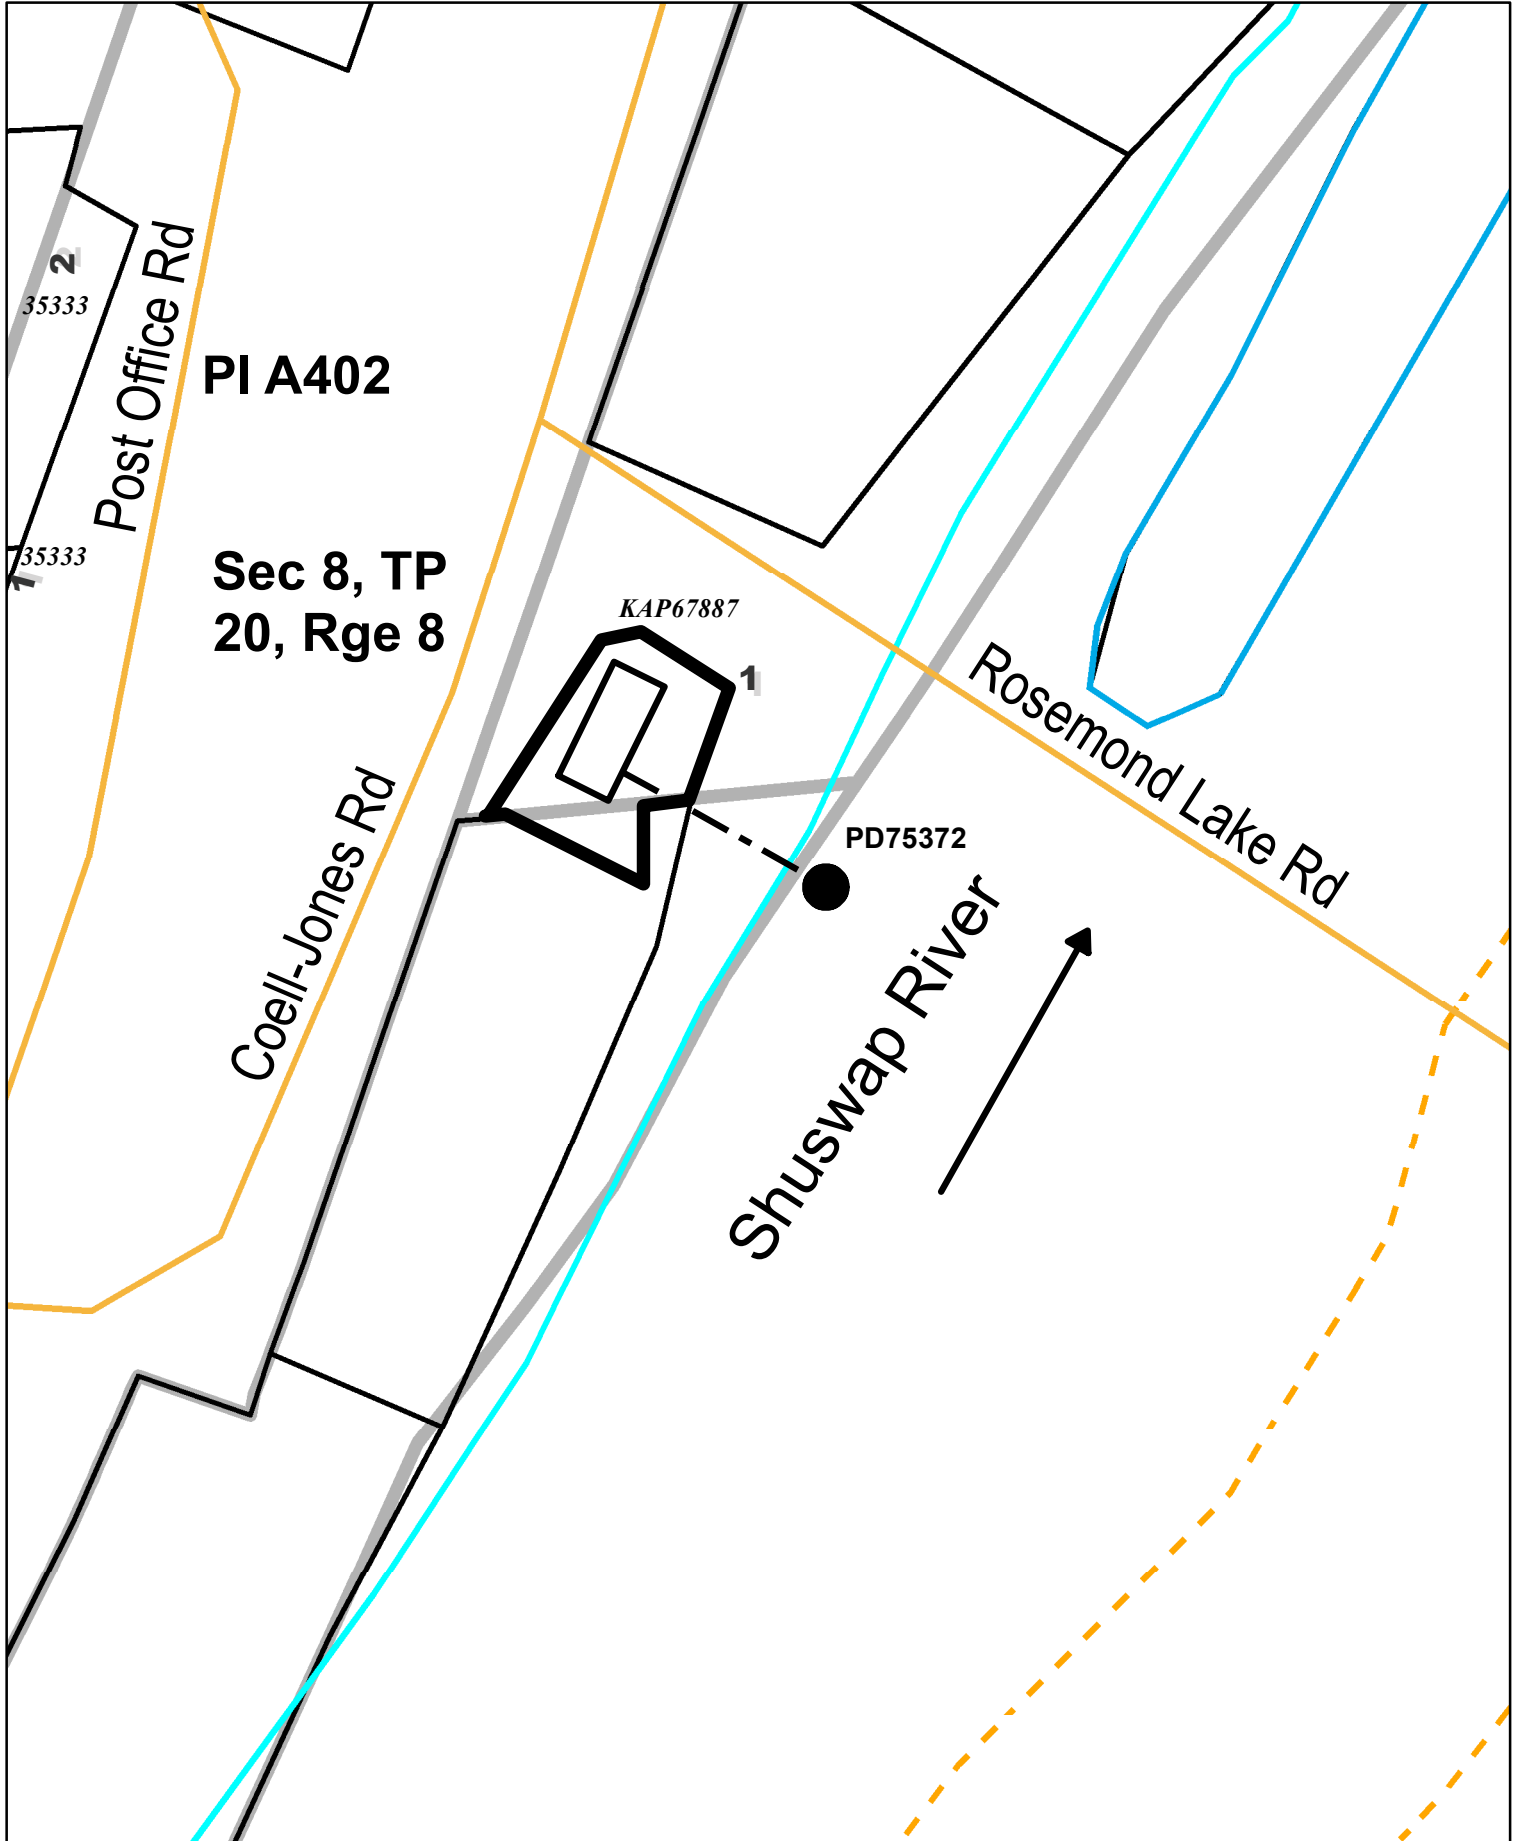 2
35333
Post Office Rd
Pl A402
35333
1
Sec 8, TP
20, Rge 8
KAP67887
1
Rosemond Lake Rd
Coell-Jones Rd
PD75372
Shuswap River